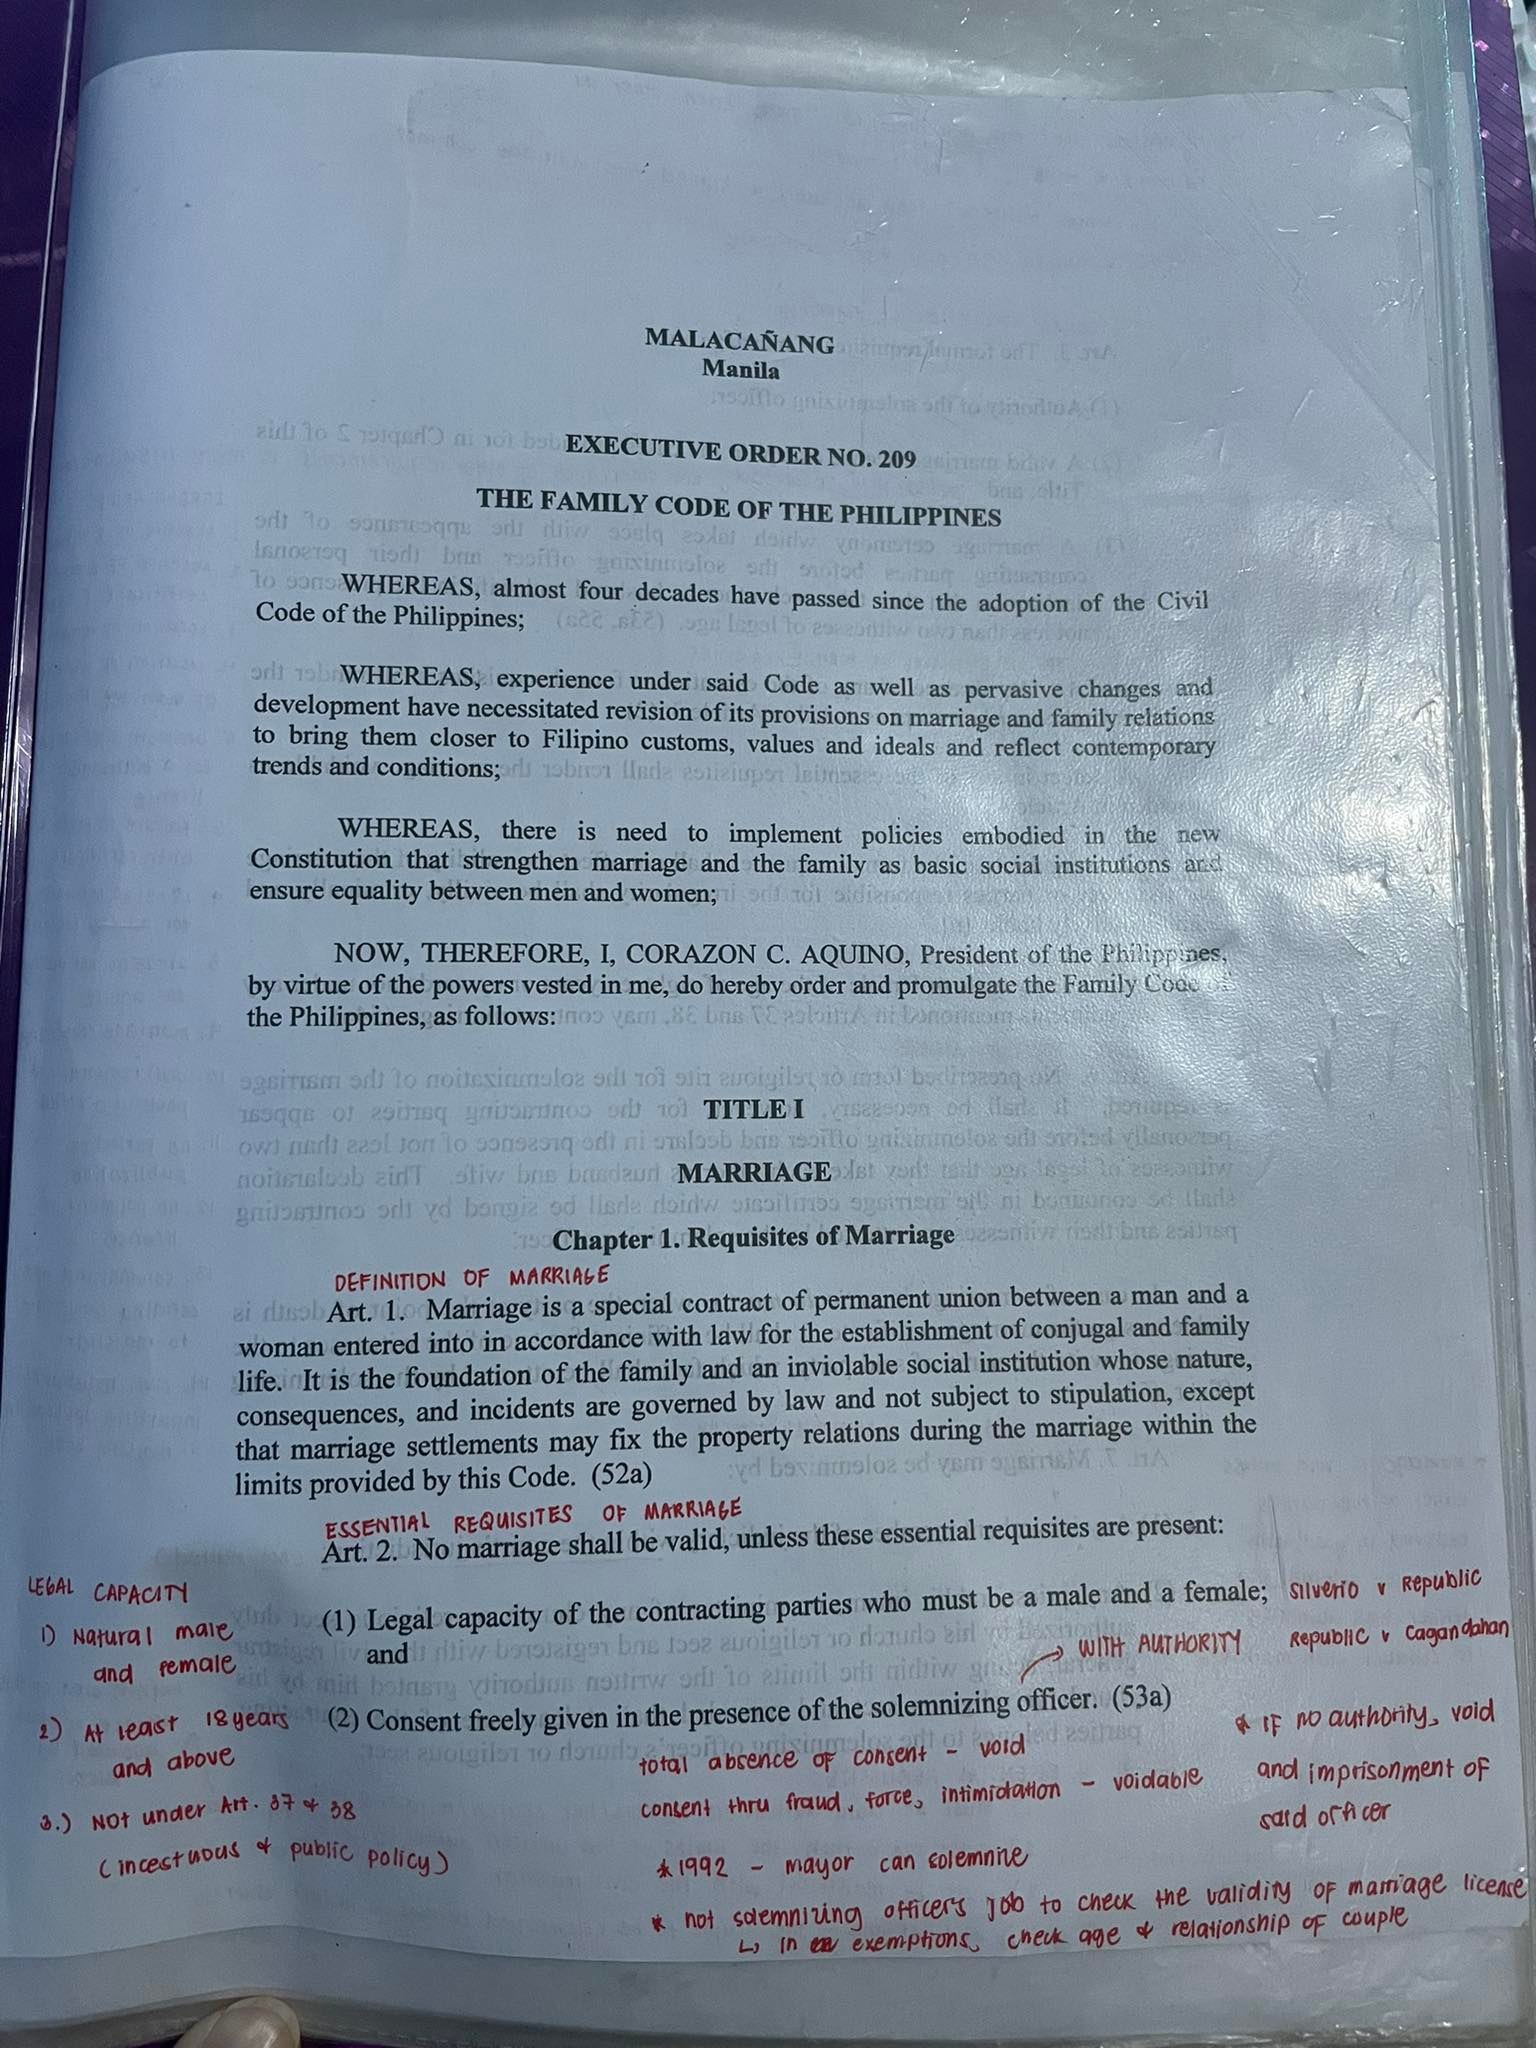 MALACAÑANG
Manila
EXECUTIVE ORDER NO. 209
THE FAMILY CODE OF THE PHILIPPINES
WHEREAS, almost four decades have passed since the adoption of the Civil
Code of the Philippines;
WHEREAS, experience under said Code as well as pervasive changes and
development have necessitated revision of its provisions on marriage and family relations
to bring them closer to Filipino customs, values and ideals and reflect contemporary
trends and conditions;
WHEREAS, there is need to implement policies embodied in the new
Constitution that strengthen marriage and the family as basic social institutions and
ensure equality between men and women;
NOW, THEREFORE, I, CORAZON C. AQUINO, President of the Philippines,
by virtue of the powers vested in me, do hereby order and promulgate the Family Code of
the Philippines, as follows:
TITLE I
MARRIAGE
Chapter 1. Requisites of Marriage
DEFINITION OF MARRIAGE
Art. 1. Marriage is a special contract of permanent union between a man and a
woman entered into in accordance with law for the establishment of conjugal and family
life. It is the foundation of the family and an inviolable social institution whose nature,
consequences, and incidents are governed by law and not subject to stipulation, except
that marriage settlements may fix the property relations during the marriage within the
limits provided by this Code. (52a)
ESSENTIAL REQUISITES OF MARRIAGE
Art. 2. No marriage shall be valid, unless these essential requisites are present:
LEGAL CAPACITY
1) Natural male
and female
2) At least 18 years
and above
3.) NOT under Art. 37 & 38
(incestuous & public policy)
(1) Legal capacity of the contracting parties who must be a male and a female;
and
Silverio v Republic
Republic v Cagandahan
→ WITH AUTHORITY
(2) Consent freely given in the presence of the solemnizing officer. (53a)
total absence of consent - void
consent thru fraud, force, intimidation - voidable
* IF no authority, void
and imprisonment of
said officer
* 1992 - mayor can solemnize
* not solemnizing officer's job to check the validity of marriage license
↳ in exemptions, check age & relationship of couple